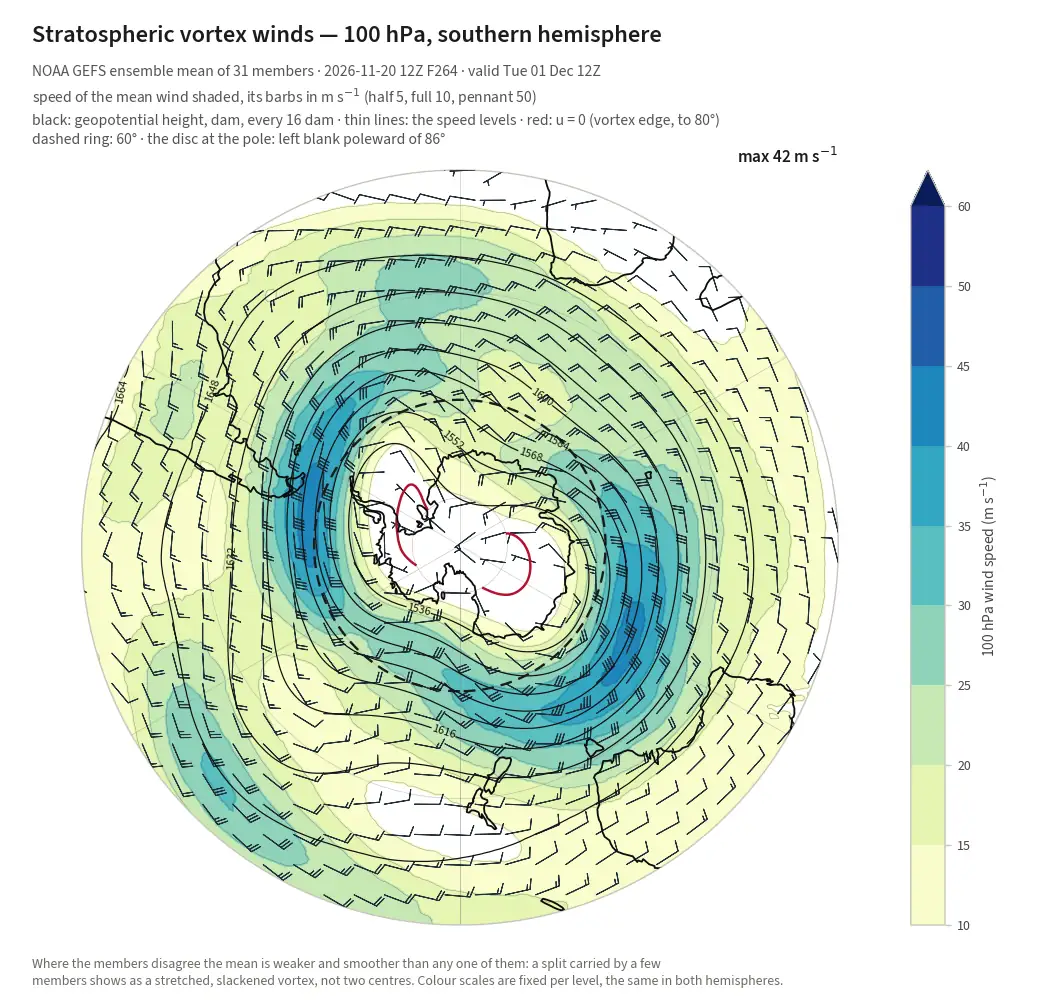 Stratospheric vortex winds — 100 hPa, southern hemisphere
NOAA GEFS ensemble mean of 31 members · 2026-11-20 12Z F264 · valid Tue 01 Dec 12Z
speed of the mean wind shaded, its barbs in m s⁻¹ (half 5, full 10, pennant 50)
black: geopotential height, dam, every 16 dam · thin lines: the speed levels · red: u = 0 (vortex edge, to 80°)
dashed ring: 60° · the disc at the pole: left blank poleward of 86°
max 42 m s⁻¹
60
50
45
40
35
30
25
20
15
10
100 hPa wind speed (m s⁻¹)
1664
1648
1632
1600
1584
1568
1552
1536
1616
Where the members disagree the mean is weaker and smoother than any one of them: a split carried by a few
members shows as a stretched, slackened vortex, not two centres. Colour scales are fixed per level, the same in both hemispheres.